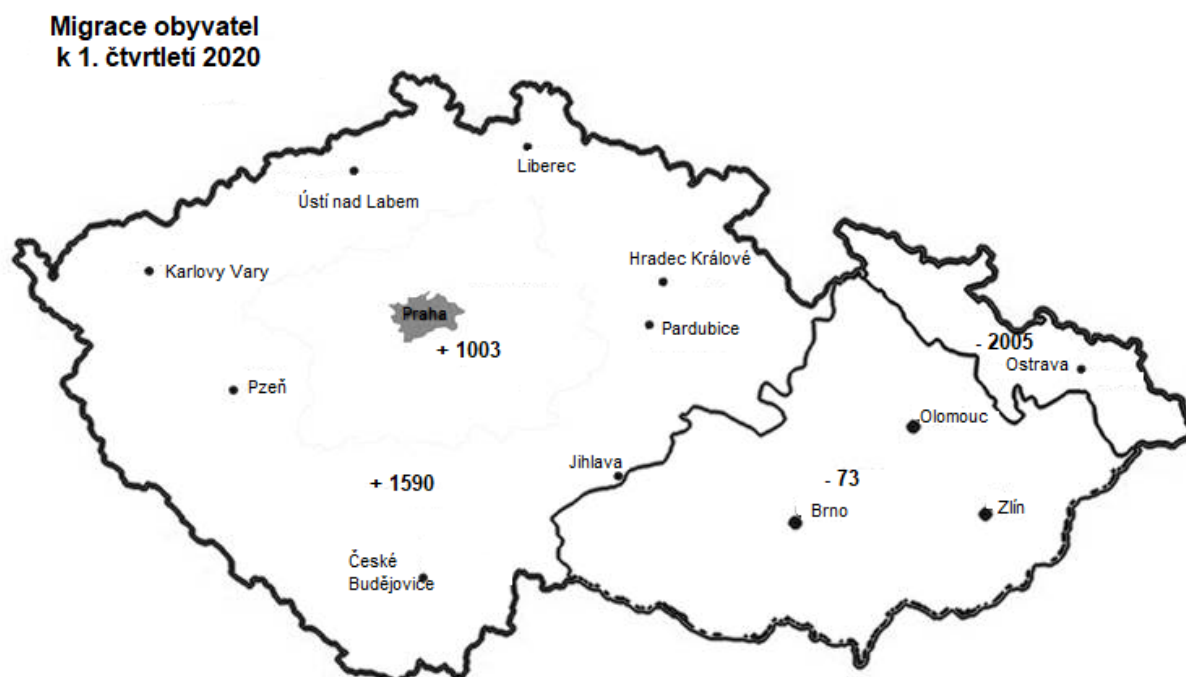 Migrace obyvatel
k 1. čtvrtletí 2020
Liberec
Ústí nad Labem
Hradec Králové
Karlovy Vary
Praha
Pardubice
+ 1003
- 2005
Ostrava
Pzeň
Olomouc
Jihlava
+ 1590
- 73
Brno
Zlín
České
Budějovice